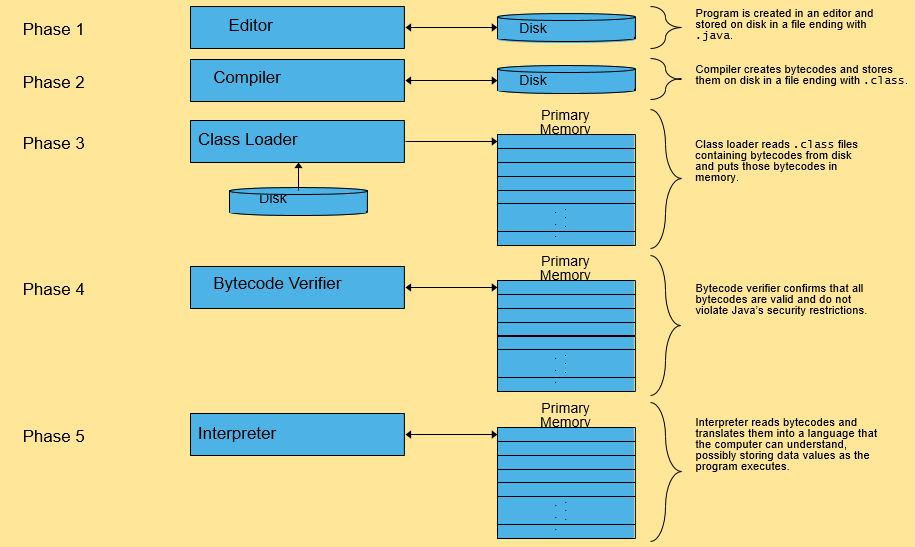 Phase 1
Editor
Disk
Program is created in an editor and
stored on disk in a file ending with
.java.
Phase 2
Compiler
Disk
Compiler creates bytecodes and stores
them on disk in a file ending with .class.
Phase 3
Class Loader
Disk
Primary
Memory
Class loader reads .class files
containing bytecodes from disk
and puts those bytecodes in
memory.
Phase 4
Bytecode Verifier
Primary
Memory
Bytecode verifier confirms that all
bytecodes are valid and do not
violate Java's security restrictions.
Phase 5
Interpreter
Primary
Memory
Interpreter reads bytecodes and
translates them into a language that
the computer can understand,
possibly storing data values as the
program executes.